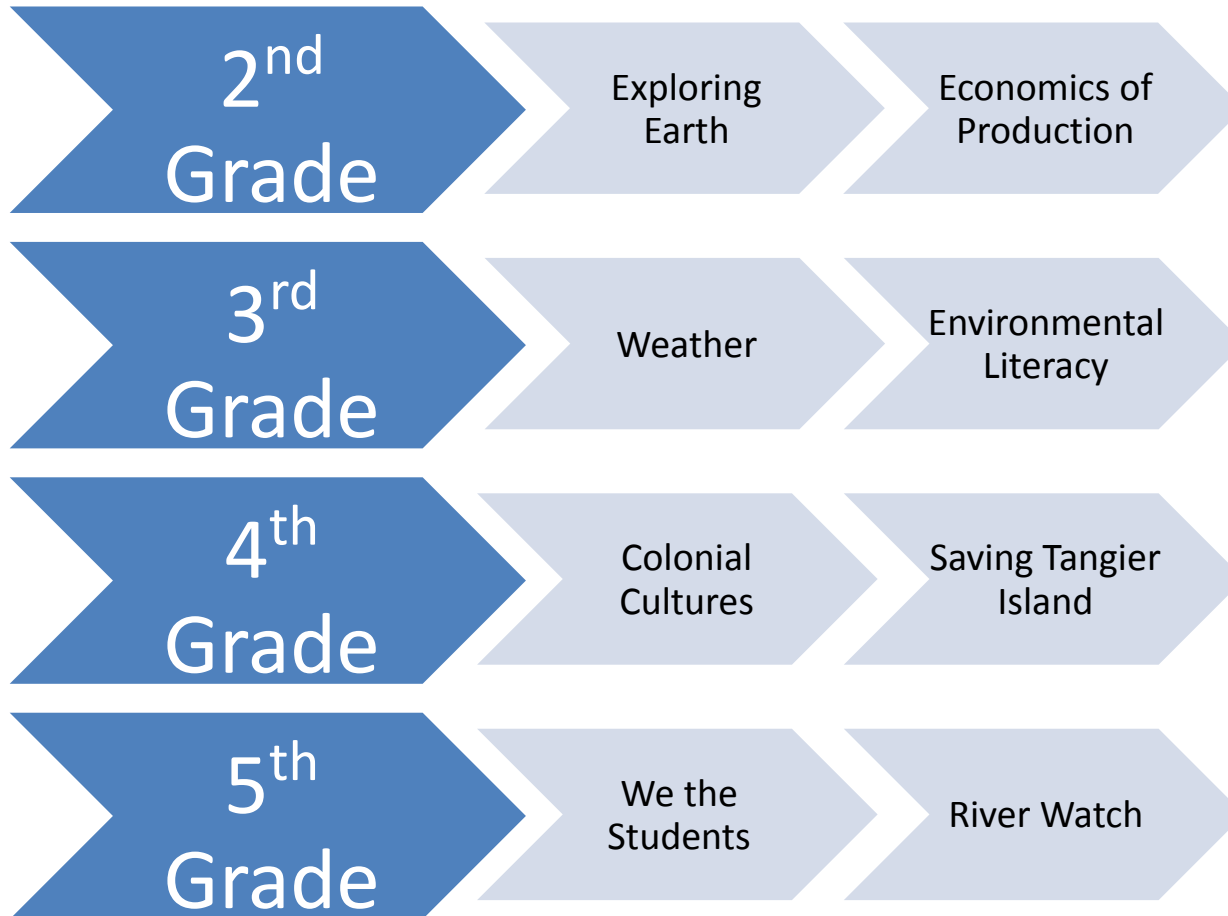 2nd
Grade
Exploring
Earth
Economics of
Production
3rd
Grade
Weather
Environmental
Literacy
4th
Grade
Colonial
Cultures
Saving Tangier
Island
5th
Grade
We the
Students
River Watch